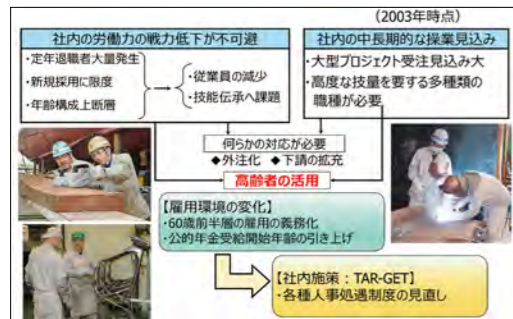 (2003年時点)
社内の労働力の戦力低下が不可避
・定年退職者大量発生
・新規採用に限度
・年齢構成上断層
・従業員の減少
・技能伝承へ課題
社内の中長期的な操業見込み
・大型プロジェクト受注見込み大
・高度な技量を要する多種類の
職種が必要
何らかの対応が必要
◆外注化 ◆下請の拡充
高齢者の活用
【雇用環境の変化】
・60歳前半層の雇用の義務化
・公的年金受給開始年齢の引き上げ
【社内施策:TAR-GET】
・各種人事処遇制度の見直し